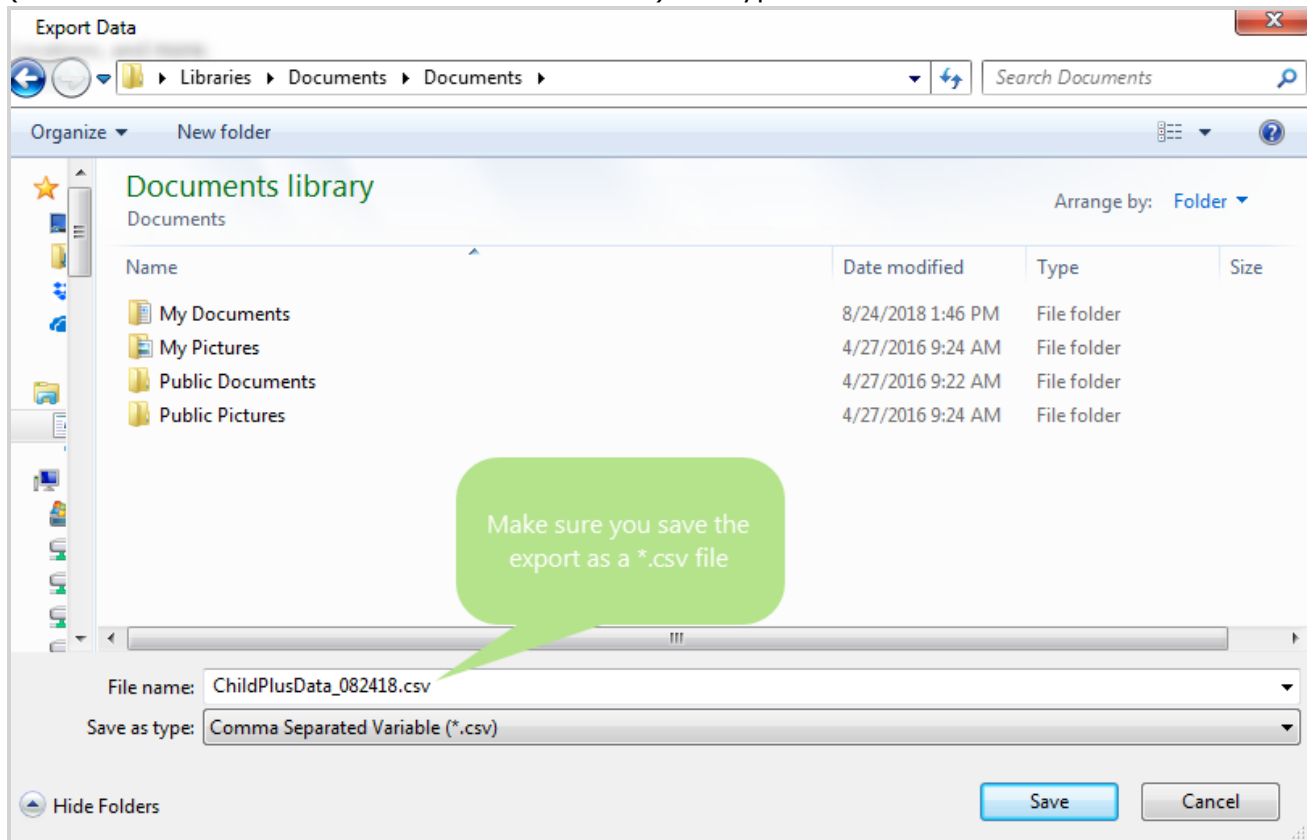 Export Data
Libraries Documents Documents Search Documents
Organize New folder
Documents library
Documents
Arrange by: Folder
Name Date modified Type Size
My Documents 8/24/2018 1:46 PM File folder
My Pictures 4/27/2016 9:24 AM File folder
Public Documents 4/27/2016 9:22 AM File folder
Public Pictures 4/27/2016 9:24 AM File folder
Make sure you save the
export as a *.csv file
File name: ChildPlusData_082418.csv
Save as type: Comma Separated Variable (*.csv)
Hide Folders Save Cancel